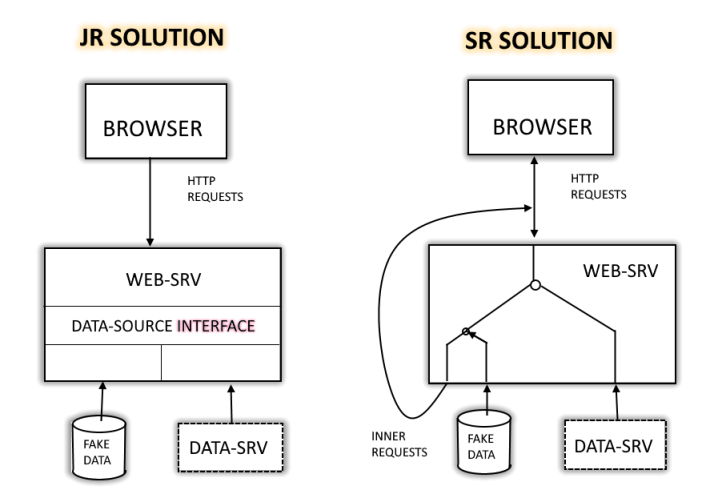 JR SOLUTION
BROWSER
HTTP
REQUESTS
WEB-SRV
DATA-SOURCE INTERFACE
FAKE
DATA
DATA-SRV
SR SOLUTION
BROWSER
HTTP
REQUESTS
WEB-SRV
INNER
REQUESTS
FAKE
DATA
DATA-SRV